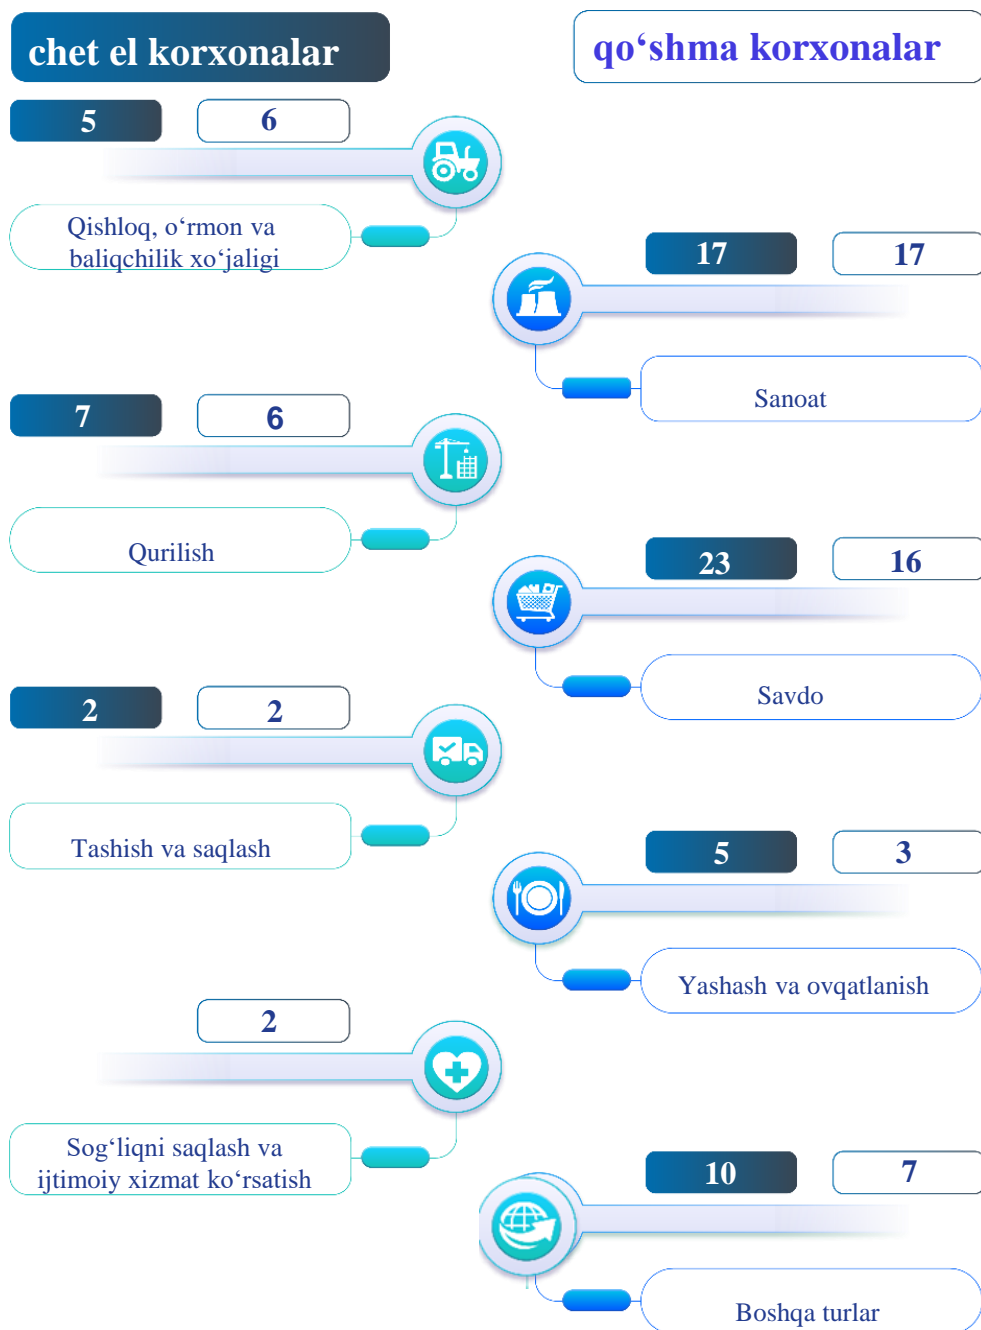 chet el korxonalar
qo‘shma korxonalar
5
6
Qishloq, o‘rmon va
baliqchilik xo‘jaligi
17
17
Sanoat
7
6
Qurilish
23
16
Savdo
2
2
Tashish va saqlash
5
3
Yashash va ovqatlanish
2
Sog‘liqni saqlash va
ijtimoiy xizmat ko‘rsatish
10
7
Boshqa turlar